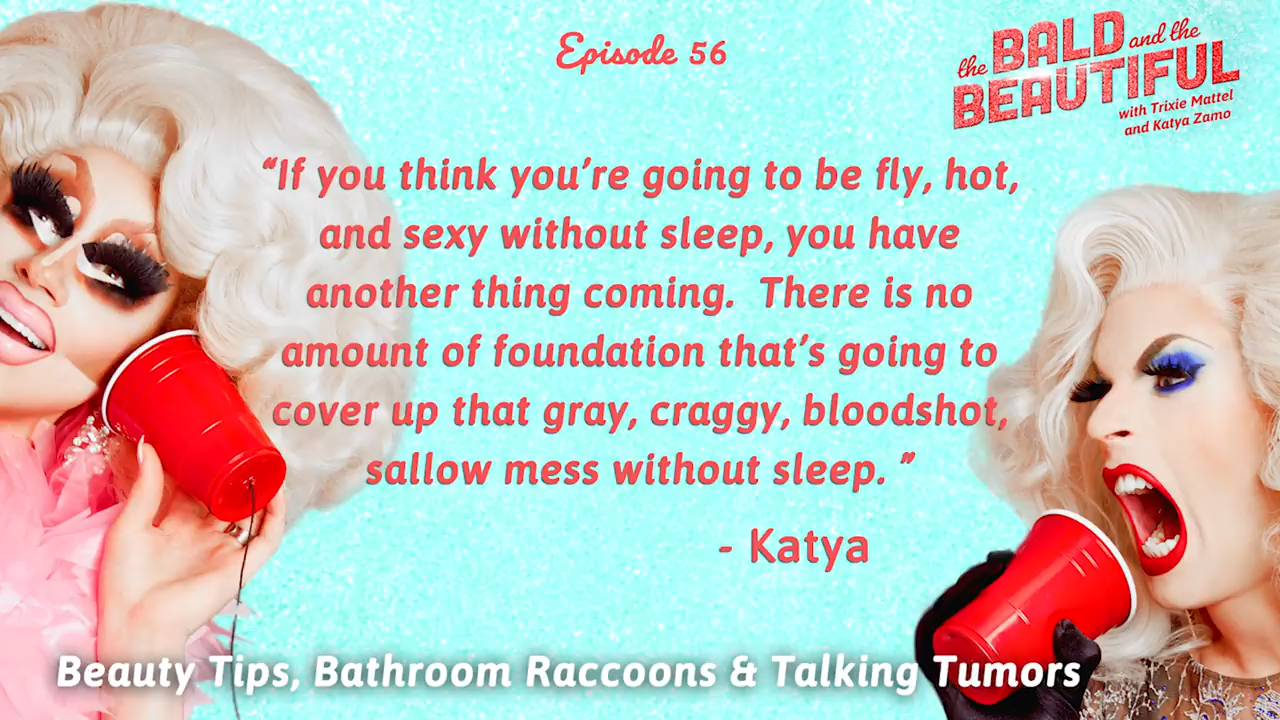 Episode 56
the BALD and the
BEAUTIFUL
with Trixie Mattel
and Katya Zamo
“If you think you’re going to be fly, hot,
and sexy without sleep, you have
another thing coming. There is no
amount of foundation that’s going to
cover up that gray, craggy, bloodshot,
sallow mess without sleep. ”
- Katya
Beauty Tips, Bathroom Raccoons & Talking Tumors